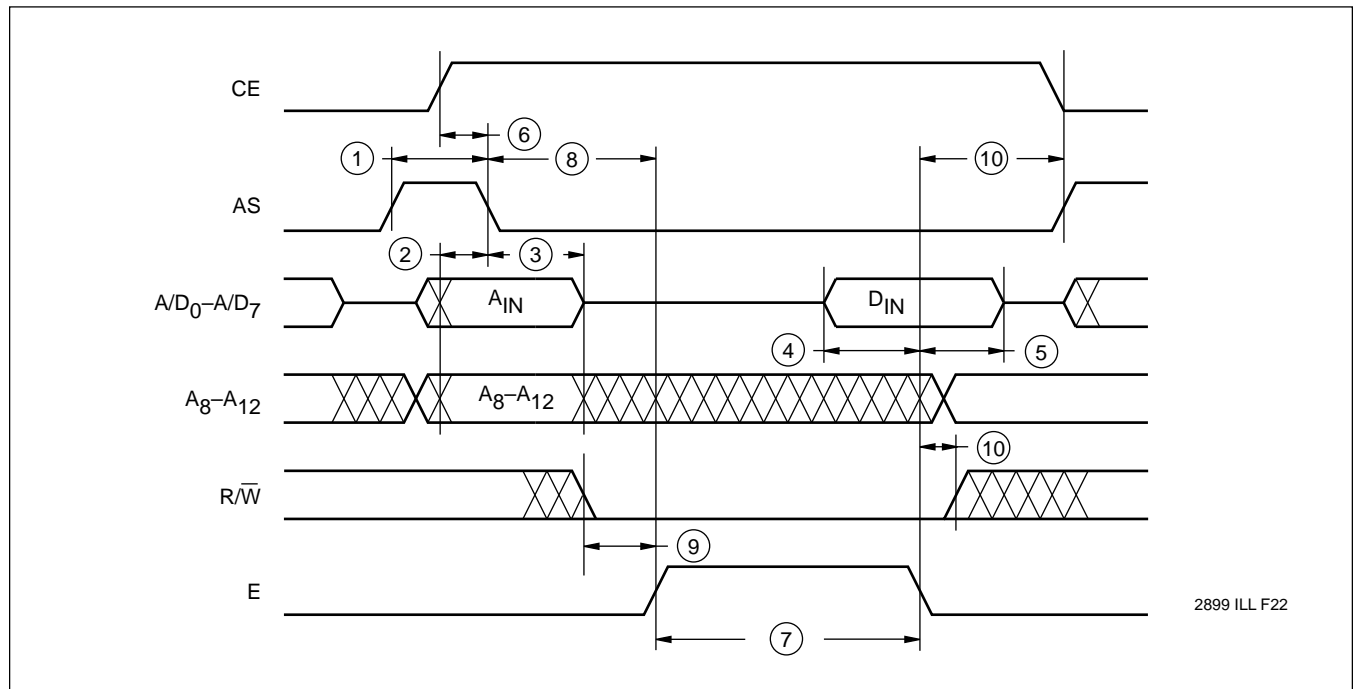 CE
⑥
①
⑧
⑩
AS
②
③
A/D0–A/D7
AIN
DIN
④
⑤
A8–A12
A8–A12
⑩
R/W̅
⑨
E
2899 ILL F22
⑦